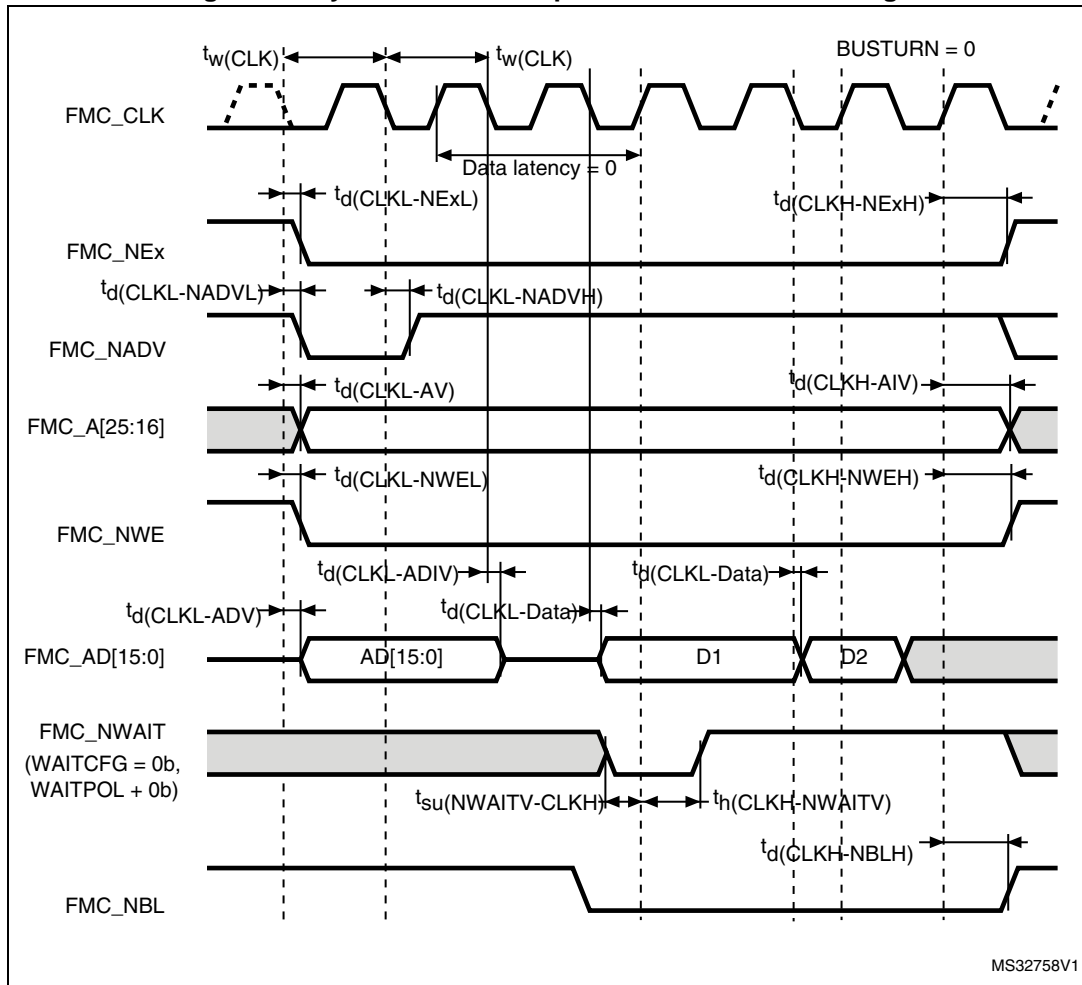 BUSTURN = 0
tw(CLK) tw(CLK)
FMC_CLK
Data latency = 0
td(CLKL-NExL) td(CLKH-NExH)
FMC_NEx
td(CLKL-NADVL) td(CLKL-NADVH)
FMC_NADV
td(CLKL-AV) td(CLKH-AIV)
FMC_A[25:16]
td(CLKL-NWEL) td(CLKH-NWEH)
FMC_NWE
td(CLKL-ADIV) td(CLKL-Data)
td(CLKL-ADV) td(CLKL-Data)
FMC_AD[15:0] AD[15:0] D1 D2
FMC_NWAIT
(WAITCFG = 0b,
WAITPOL + 0b)
tsu(NWAITV-CLKH) th(CLKH-NWAITV)
td(CLKH-NBLH)
FMC_NBL
MS32758V1